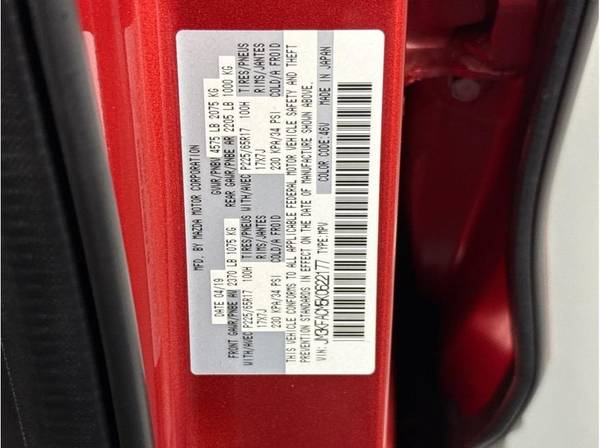 MFD. BY MAZDA MOTOR CORPORATION
DATE 04/19 GVWR/PNBV 4575 LB 2075 KG
FRONT GAWR/PNBE AV 2370 LB 1075 KG REAR GAWR/PNBE AR 2205 LB 1000 KG
WITH/AVEC P225/65R17 100H TIRES/PNEUS WITH/AVEC P225/65R17 100H TIRES/PNEUS
17X7J RIMS/JANTES 17X7J RIMS/JANTES
230 KPA/34 PSI COLD/A FROID 230 KPA/34 PSI COLD/A FROID
THIS VEHICLE CONFORMS TO ALL APPLICABLE FEDERAL MOTOR VEHICLE SAFETY AND THEFT
PREVENTION STANDARDS IN EFFECT ON THE DATE OF MANUFACTURE SHOWN ABOVE.
VIN: JM3KFACM5K0622177 TYPE:MPV COLOR CODE:46V MADE IN JAPAN